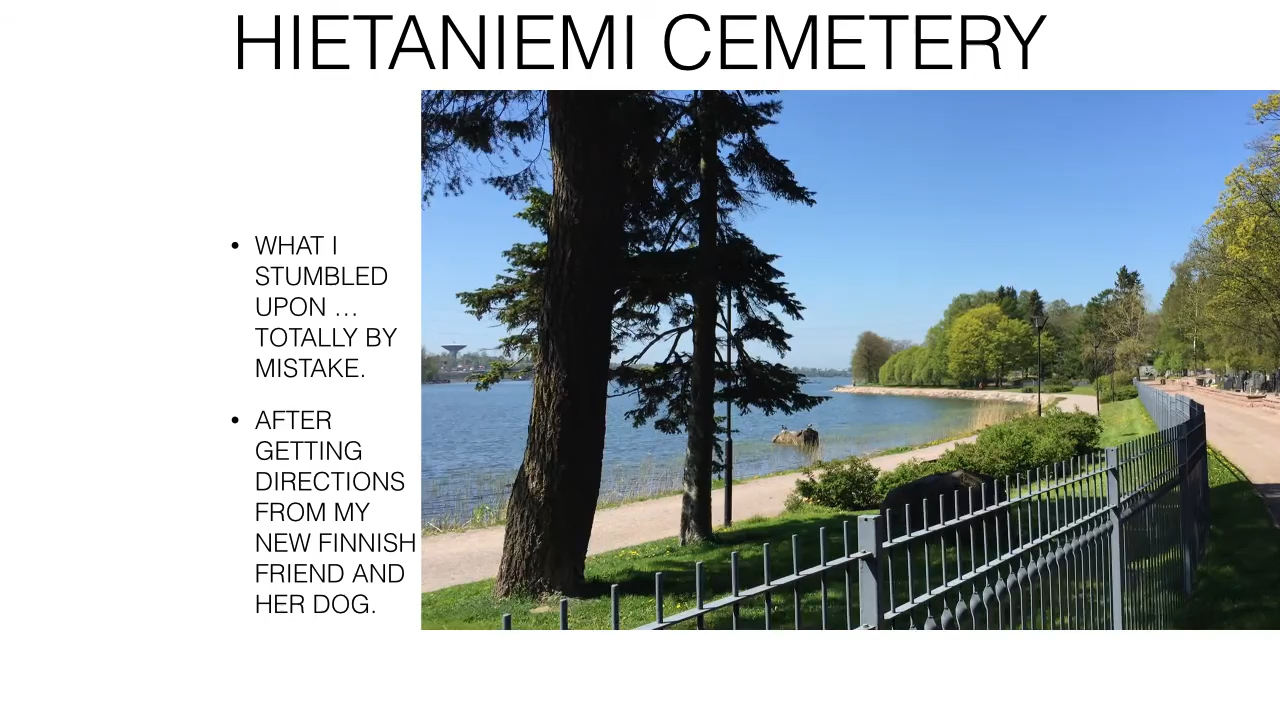 HIETANIEMI CEMETERY
• WHAT I
STUMBLED
UPON …
TOTALLY BY
MISTAKE.
• AFTER
GETTING
DIRECTIONS
FROM MY
NEW FINNISH
FRIEND AND
HER DOG.